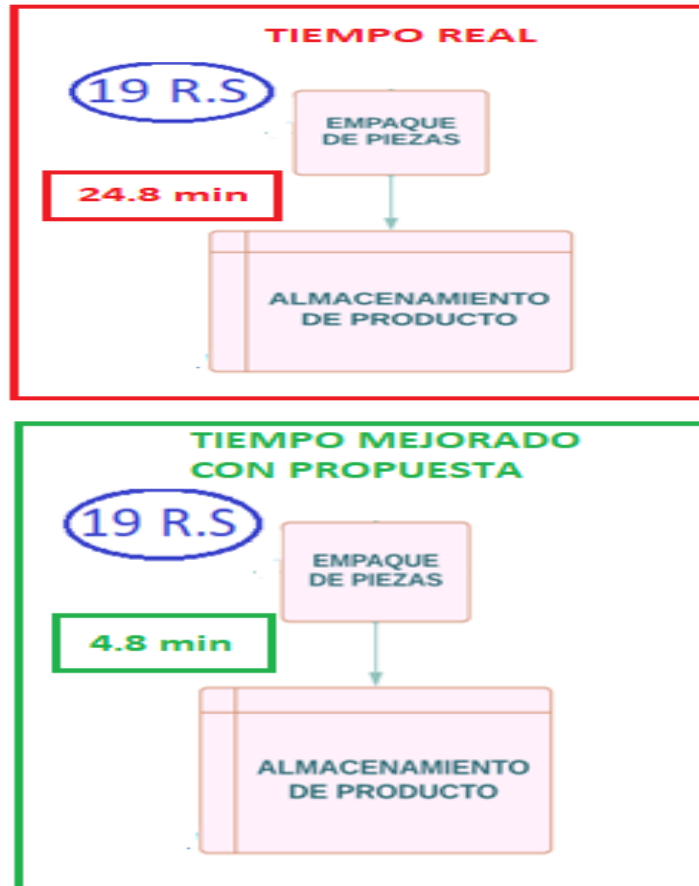 TIEMPO REAL
19 R.S
EMPAQUE
DE PIEZAS
24.8 min
ALMACENAMIENTO
DE PRODUCTO
TIEMPO MEJORADO
CON PROPUESTA
19 R.S
EMPAQUE
DE PIEZAS
4.8 min
ALMACENAMIENTO
DE PRODUCTO